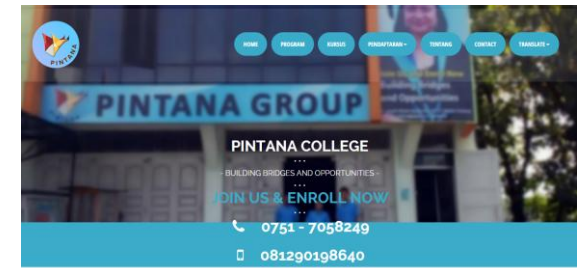 PINTANA
HOME PROGRAM KURSUS PENDAFTARAN TENTANG CONTACT TRANSLATE
PINTANA GROUP
PINTANA COLLEGE
- BUILDING BRIDGES AND OPPORTUNITIES -
JOIN US & ENROLL NOW
0751 - 7058249
081290198640